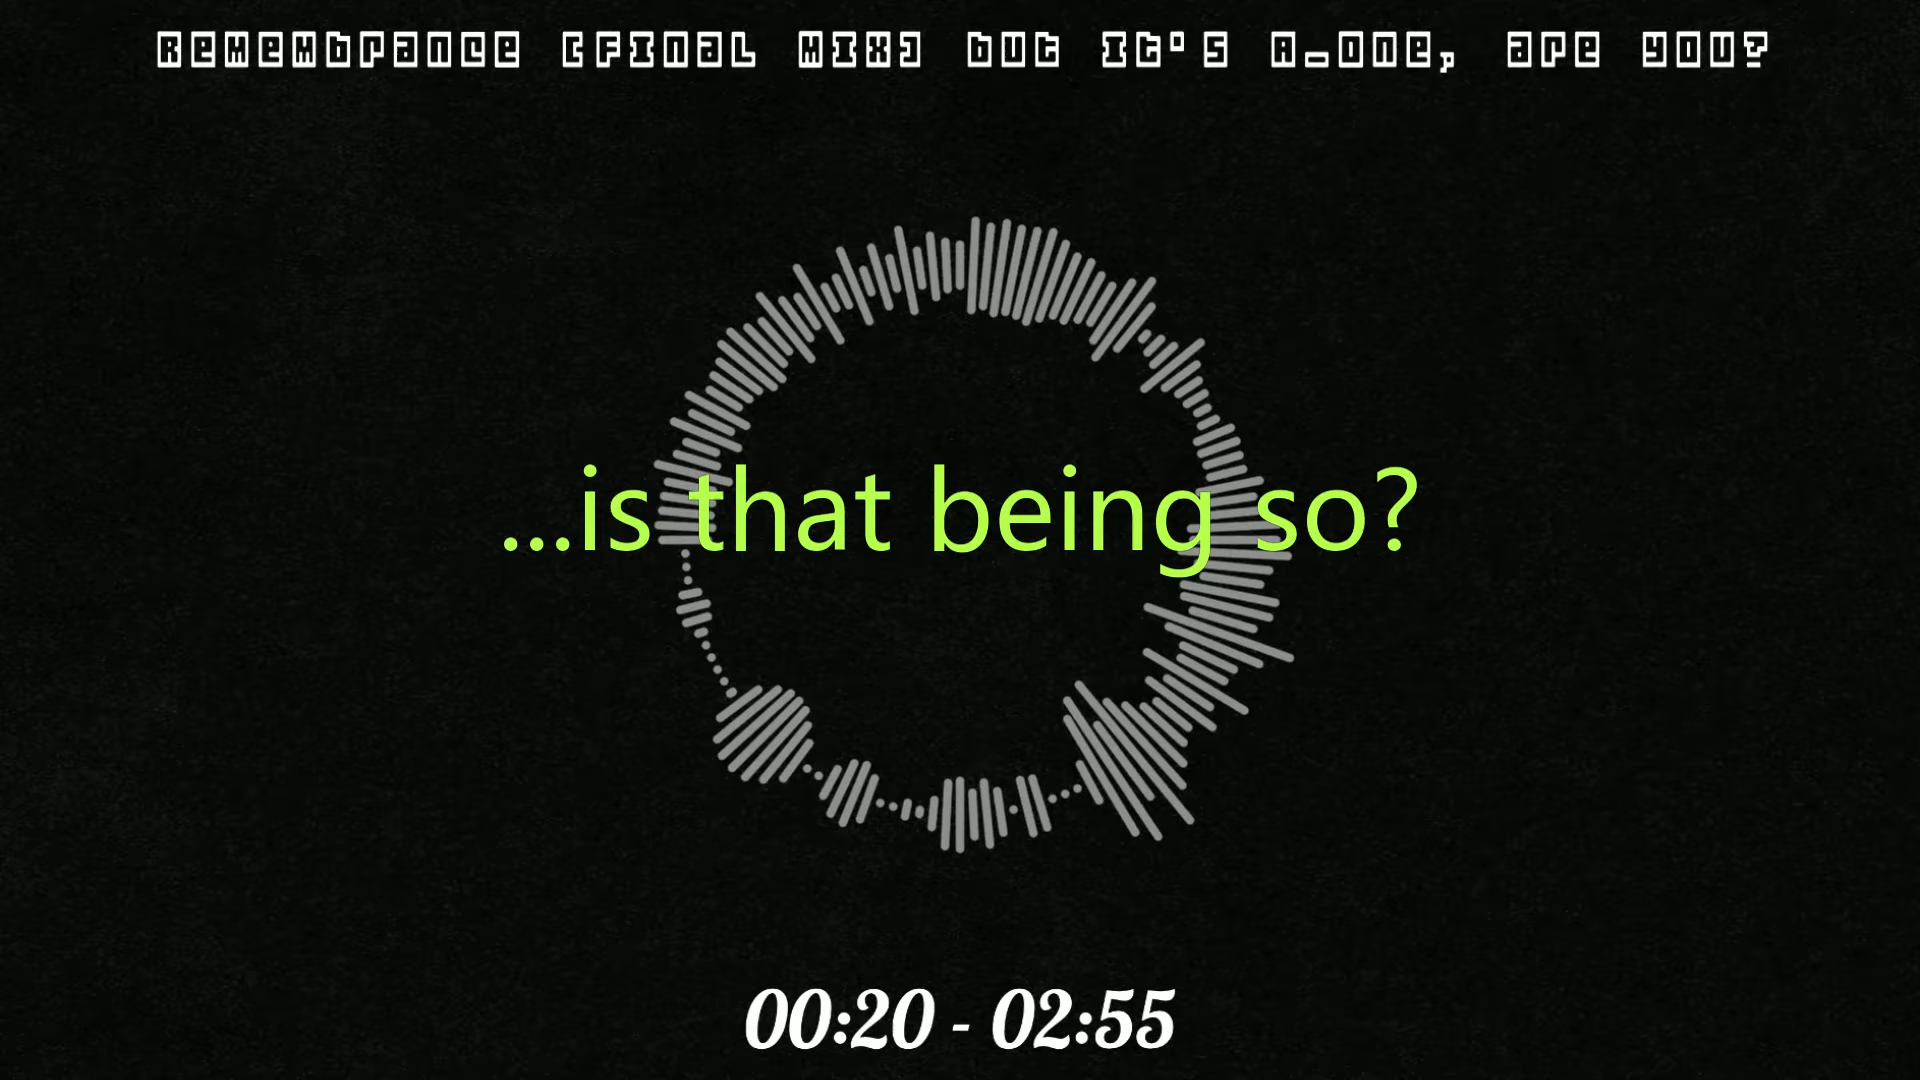 Remembrance [Final Mix] but it's A_One, are you?
...is that being so?
00:20 - 02:55